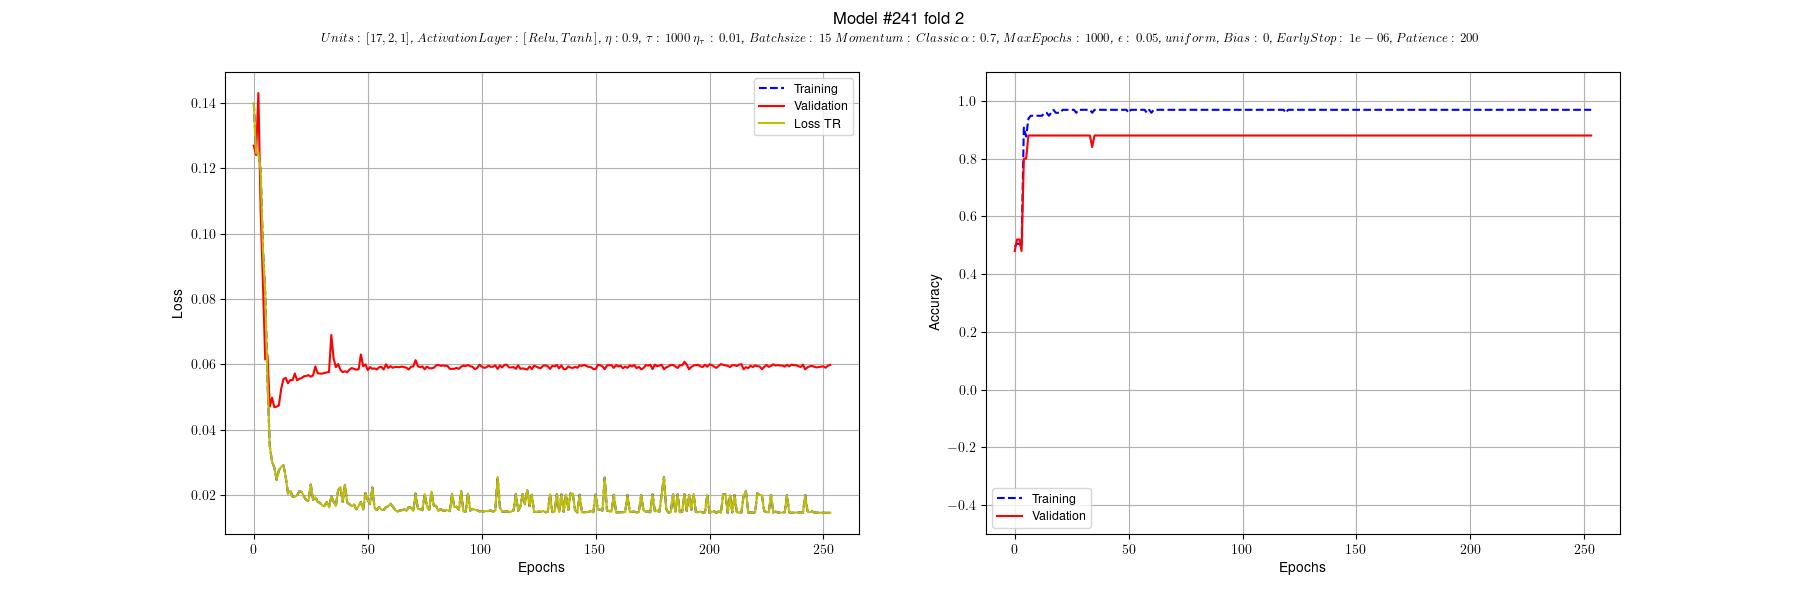 Model #241 fold 2
Units : [17, 2, 1], ActivationLayer : [Relu, Tanh], η : 0.9, τ : 1000 ητ : 0.01, Batchsize : 15 Momentum : Classic α : 0.7, MaxEpochs : 1000, ϵ : 0.05, uniform, Bias : 0, EarlyStop : 1e − 06, Patience : 200
Training
Validation
Loss TR
0.14
0.12
0.10
0.08
0.06
0.04
0.02
Loss
0 50 100 150 200 250
Epochs
1.0
0.8
0.6
0.4
0.2
0.0
−0.2
−0.4
Accuracy
Training
Validation
0 50 100 150 200 250
Epochs